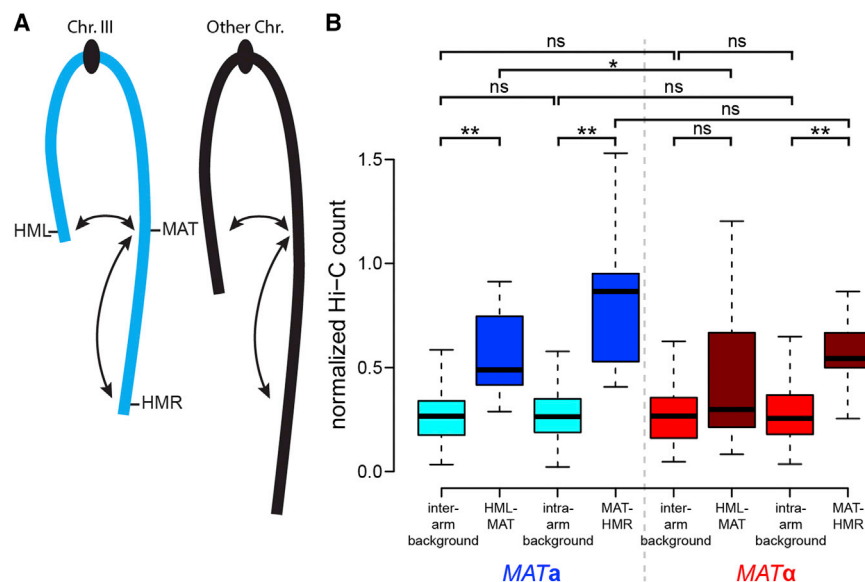 A
Chr. III
Other Chr.
HML
MAT
HMR
B
ns
ns
*
ns
ns
ns
**
**
ns
**
normalized Hi–C count
1.5
1.0
0.5
0.0
inter-
arm
background
HML-
MAT
intra-
arm
background
MAT-
HMR
inter-
arm
background
HML-
MAT
intra-
arm
background
MAT-
HMR
MATa
MATα